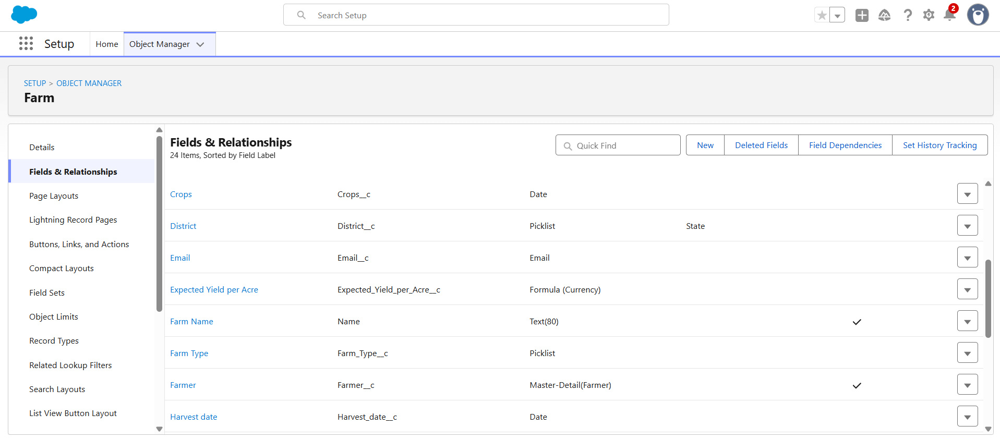 Search Setup
2
Setup
Home
Object Manager
SETUP > OBJECT MANAGER
Farm
Details
Fields & Relationships
Page Layouts
Lightning Record Pages
Buttons, Links, and Actions
Compact Layouts
Field Sets
Object Limits
Record Types
Related Lookup Filters
Search Layouts
List View Button Layout
Fields & Relationships
24 Items, Sorted by Field Label
Quick Find
New
Deleted Fields
Field Dependencies
Set History Tracking
Crops Crops__c Date
District District__c Picklist State
Email Email__c Email
Expected Yield per Acre Expected_Yield_per_Acre__c Formula (Currency)
Farm Name Name Text(80)
Farm Type Farm_Type__c Picklist
Farmer Farmer__c Master-Detail(Farmer)
Harvest date Harvest_date__c Date